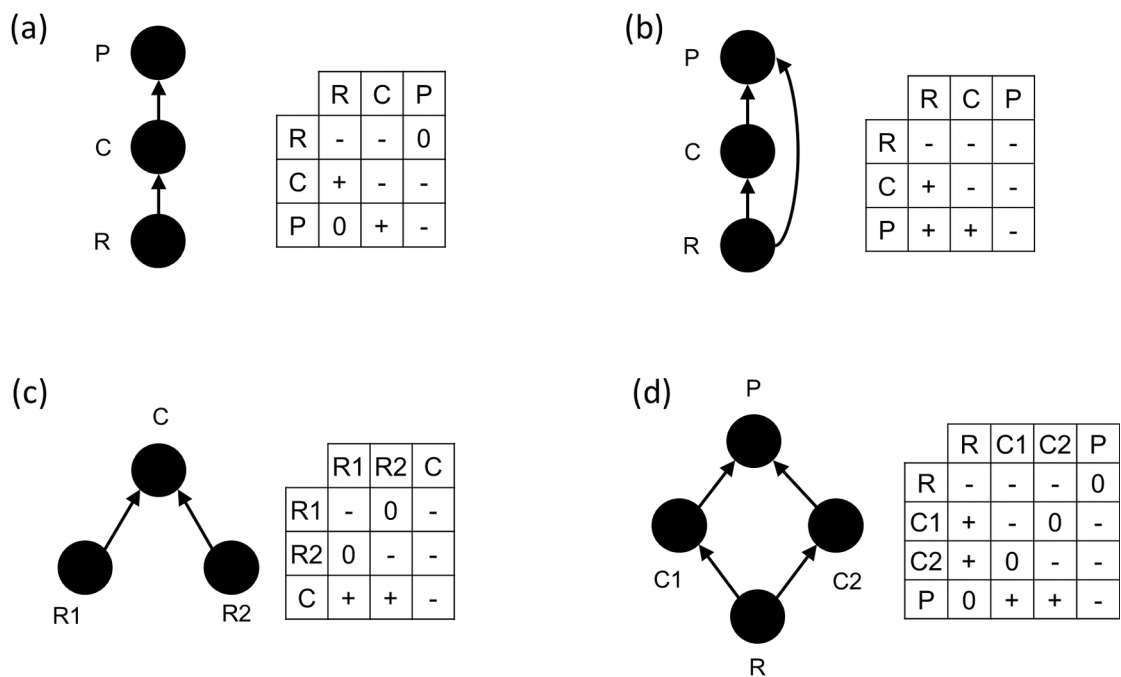 (a)
P
C
R
R C P
R - - 0
C + - -
P 0 + -
(b)
P
C
R
R C P
R - - -
C + - -
P + + -
(c)
C
R1
R2
R1 R2 C
R1 - 0 -
R2 0 - -
C + + -
(d)
P
C1
C2
R
R C1 C2 P
R - - - 0
C1 + - 0 -
C2 + 0 - -
P 0 + + -